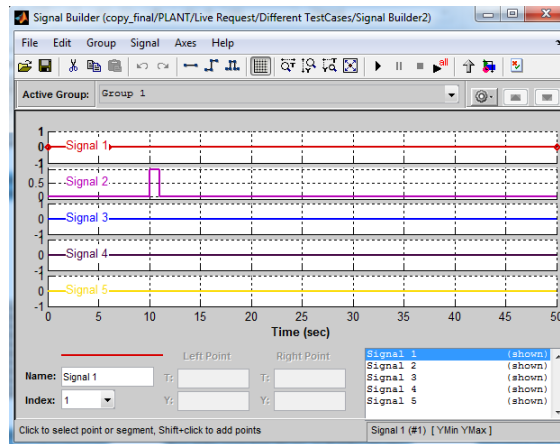 Signal Builder (copy_final/PLANT/Live Request/Different TestCases/Signal Builder2)
File Edit Group Signal Axes Help
all
Active Group: Group 1
1
0 Signal 1
-1
0.5 Signal 2
0
1
0 Signal 3
-1
1
0 Signal 4
-1
1
0 Signal 5
-1
0 5 10 15 20 25 30 35 40 45 50
Time (sec)
Left Point Right Point
Name: Signal 1 T: T:
Index: 1 Y: Y:
Signal 1 (shown)
Signal 2 (shown)
Signal 3 (shown)
Signal 4 (shown)
Signal 5 (shown)
Click to select point or segment, Shift+click to add points
Signal 1 (#1) [ YMin YMax ]